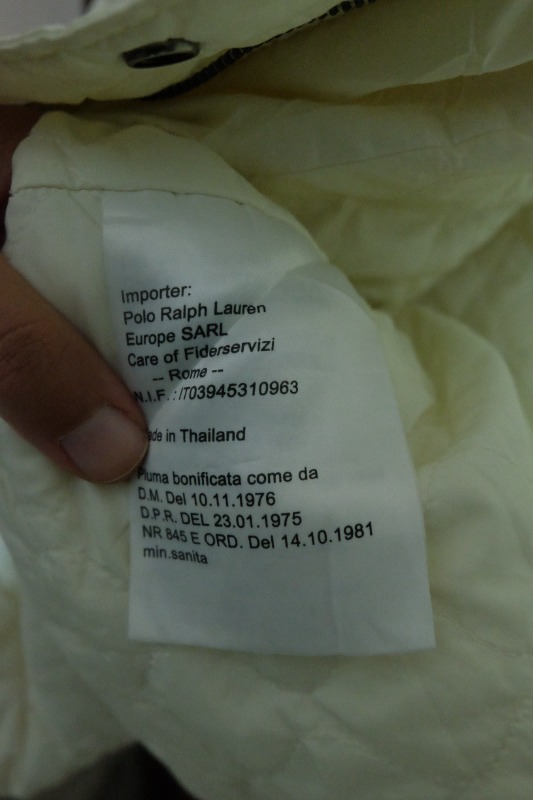 Importer:
Polo Ralph Lauren
Europe SARL
Care of Fiderservizi
-- Rome --
N.I.F. : IT03945310963
ade in Thailand
Piuma bonificata come da
D.M. Del 10.11.1976
D.P.R. DEL 23.01.1975
NR 845 E ORD. Del 14.10.1981
min.sanita